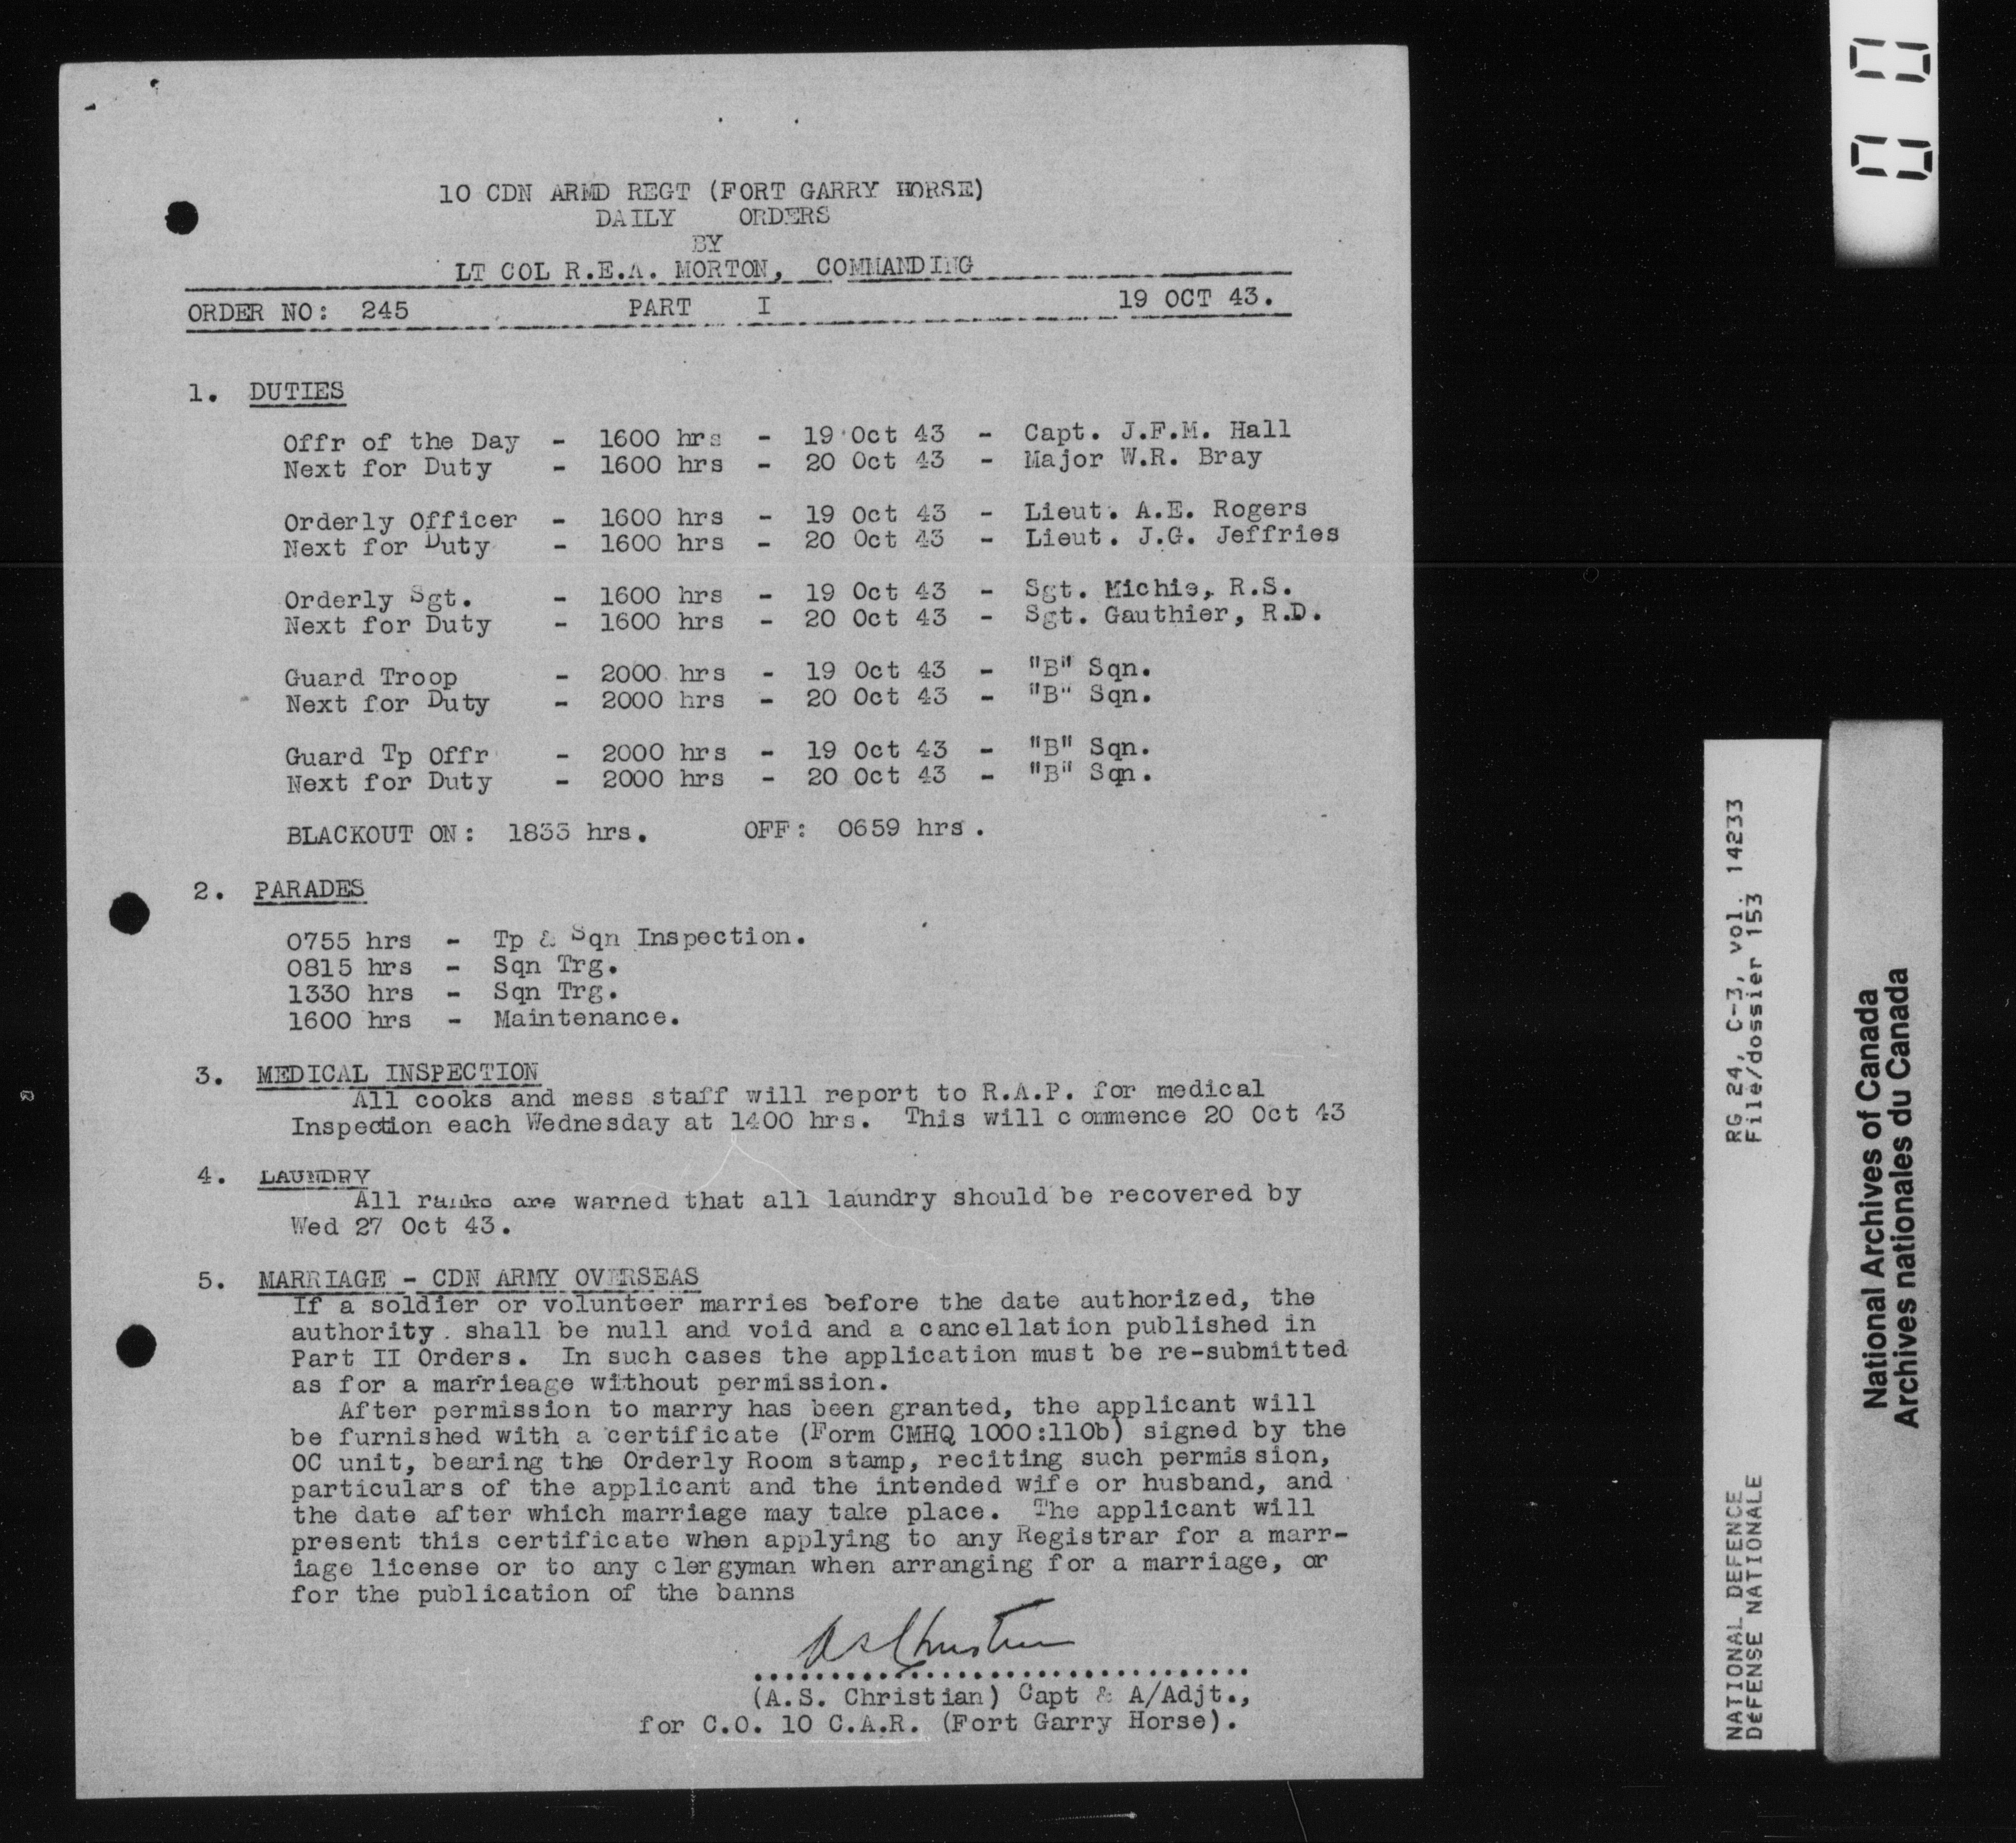 10 CDN ARMD REGT (FORT GARRY HORSE)
DAILY ORDERS
BY
LT COL R.E.A. MORTON, COMMANDING
ORDER NO: 245 PART I 19 OCT 43.
1. DUTIES
Offr of the Day - 1600 hrs - 19 Oct 43 - Capt. J.F.M. Hall
Next for Duty - 1600 hrs - 20 Oct 43 - Major W.R. Bray
Orderly Officer - 1600 hrs - 19 Oct 43 - Lieut. A.E. Rogers
Next for Duty - 1600 hrs - 20 Oct 43 - Lieut. J.G. Jeffries
Orderly Sgt. - 1600 hrs - 19 Oct 43 - Sgt. Michie, R.S.
Next for Duty - 1600 hrs - 20 Oct 43 - Sgt. Gauthier, R.D.
Guard Troop - 2000 hrs - 19 Oct 43 - "B" Sqn.
Next for Duty - 2000 hrs - 20 Oct 43 - "B" Sqn.
Guard Tp Offr - 2000 hrs - 19 Oct 43 - "B" Sqn.
Next for Duty - 2000 hrs - 20 Oct 43 - "B" Sqn.
BLACKOUT ON: 1833 hrs. OFF: 0659 hrs.
2. PARADES
0755 hrs - Tp & Sqn Inspection.
0815 hrs - Sqn Trg.
1330 hrs - Sqn Trg.
1600 hrs - Maintenance.
3. MEDICAL INSPECTION
All cooks and mess staff will report to R.A.P. for medical
Inspection each Wednesday at 1400 hrs. This will commence 20 Oct 43
4. LAUNDRY
All ranks are warned that all laundry should be recovered by
Wed 27 Oct 43.
5. MARRIAGE - CDN ARMY OVERSEAS
If a soldier or volunteer marries before the date authorized, the
authority. shall be null and void and a cancellation published in
Part II Orders. In such cases the application must be re-submitted
as for a marrieage without permission.
After permission to marry has been granted, the applicant will
be furnished with a certificate (Form CMHQ 1000:110b) signed by the
OC unit, bearing the Orderly Room stamp, reciting such permission,
particulars of the applicant and the intended wife or husband, and
the date after which marriage may take place. The applicant will
present this certificate when applying to any Registrar for a marr-
iage license or to any clergyman when arranging for a marriage, or
for the publication of the banns
AS Christian
(A.S. Christian) Capt & A/Adjt.,
for C.O. 10 C.A.R. (Fort Garry Horse).
NATIONAL DEFENCE RG 24, C-3, vol. 14233
DÉFENSE NATIONALE File/dossier 153
National Archives of Canada
Archives nationales du Canada